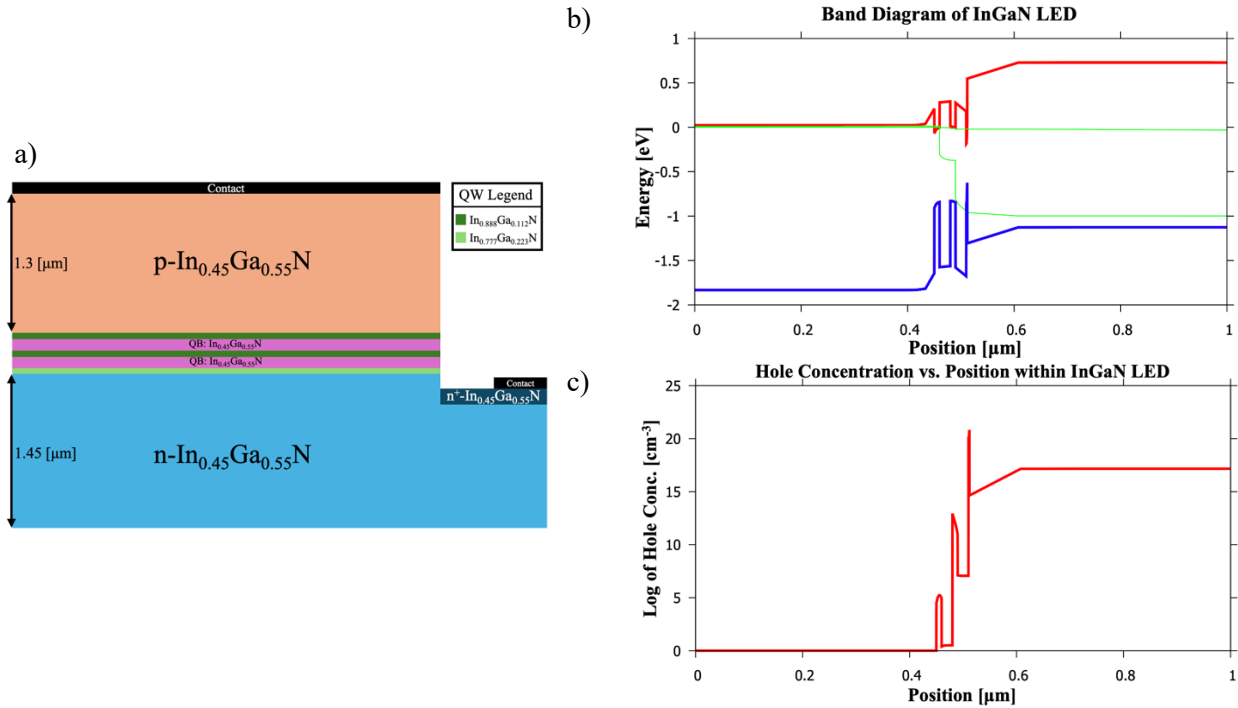 a)
Contact
1.3 [μm]
p-In0.45Ga0.55N
QB: In0.45Ga0.55N
QB: In0.45Ga0.55N
Contact
n+-In0.45Ga0.55N
1.45 [μm]
n-In0.45Ga0.55N
QW Legend
In0.888Ga0.112N
In0.777Ga0.223N
b)
Band Diagram of InGaN LED
Energy [eV]
1
0.5
0
-0.5
-1
-1.5
-2
0 0.2 0.4 0.6 0.8 1
Position [μm]
c)
Hole Concentration vs. Position within InGaN LED
Log of Hole Conc. [cm-3]
25
20
15
10
5
0
0 0.2 0.4 0.6 0.8 1
Position [μm]